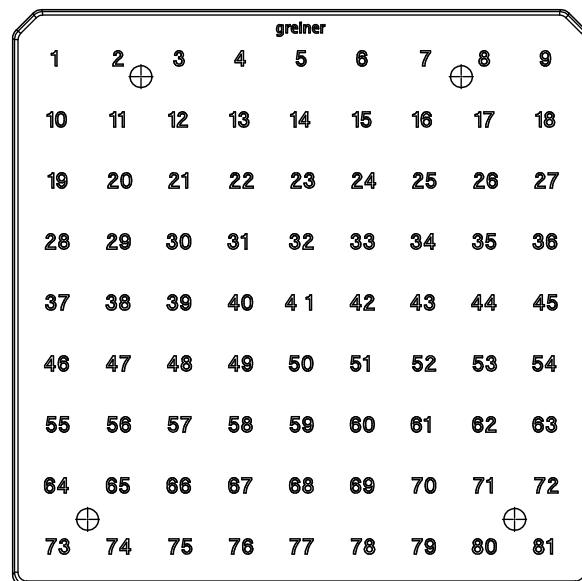 greiner
1 2 3 4 5 6 7 8 9
10 11 12 13 14 15 16 17 18
19 20 21 22 23 24 25 26 27
28 29 30 31 32 33 34 35 36
37 38 39 40 4 1 42 43 44 45
46 47 48 49 50 51 52 53 54
55 56 57 58 59 60 61 62 63
64 65 66 67 68 69 70 71 72
73 74 75 76 77 78 79 80 81